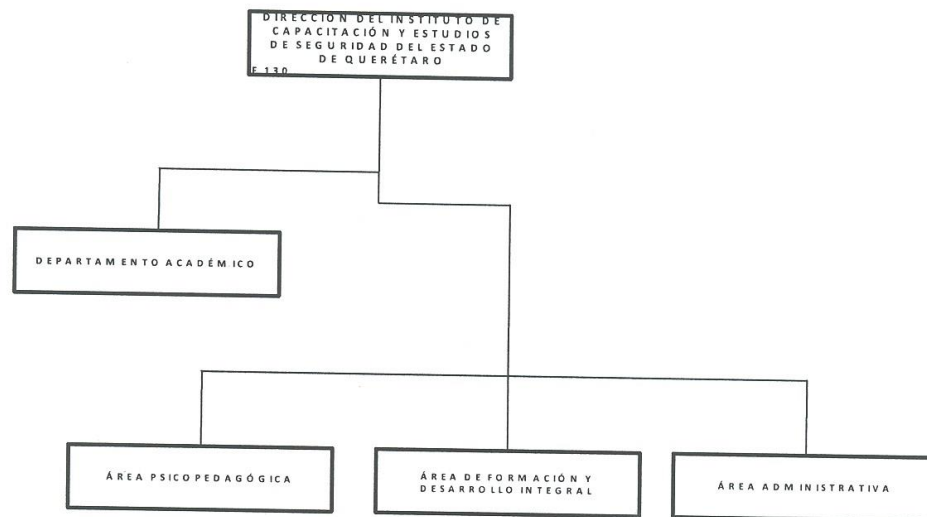 DIRECCIÓN DEL INSTITUTO DE
CAPACITACIÓN Y ESTUDIOS
DE SEGURIDAD DEL ESTADO
DE QUERÉTARO
F 130
DEPARTAMENTO ACADÉMICO
ÁREA PSICOPEDAGÓGICA
ÁREA DE FORMACIÓN Y
DESARROLLO INTEGRAL
ÁREA ADMINISTRATIVA